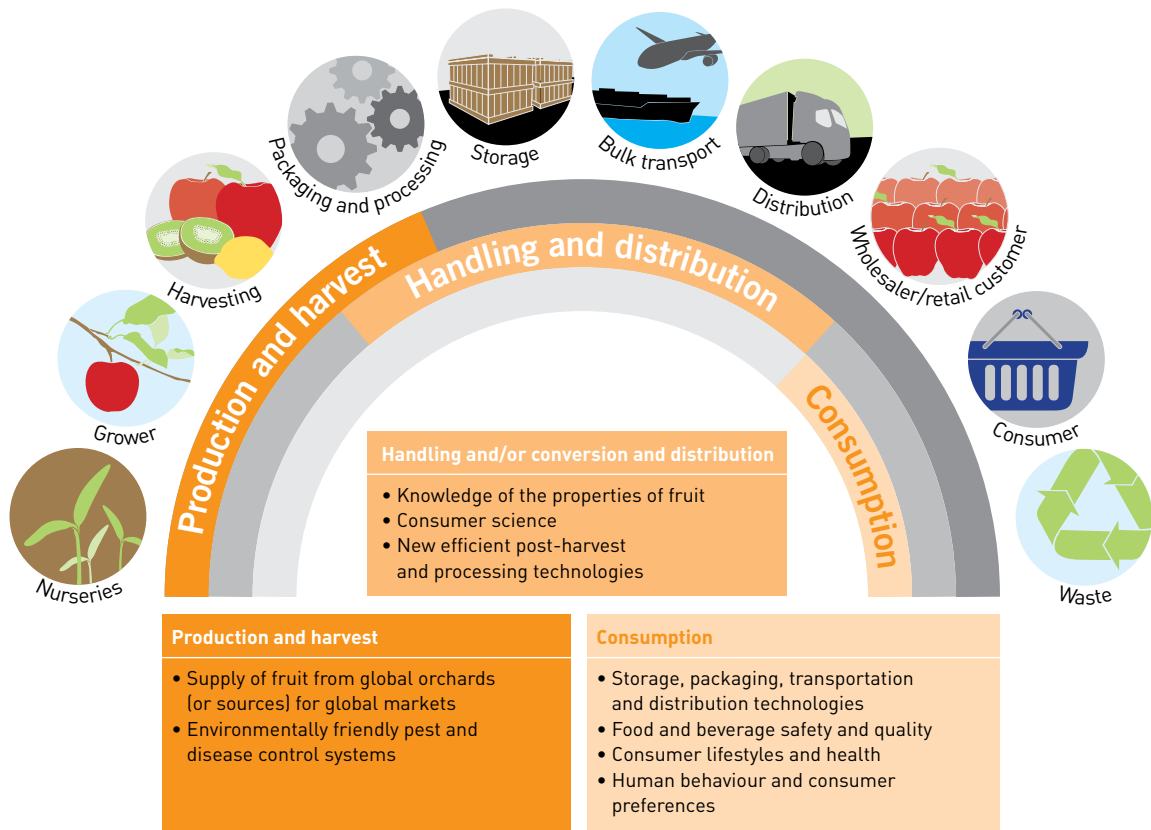 Nurseries
Grower
Harvesting
Packaging and processing
Storage
Bulk transport
Distribution
Wholesaler/retail customer
Consumer
Waste
Production and harvest
Handling and distribution
Consumption
Handling and/or conversion and distribution
• Knowledge of the properties of fruit
• Consumer science
• New efficient post-harvest
and processing technologies
Production and harvest
• Supply of fruit from global orchards
(or sources) for global markets
• Environmentally friendly pest and
disease control systems
Consumption
• Storage, packaging, transportation
and distribution technologies
• Food and beverage safety and quality
• Consumer lifestyles and health
• Human behaviour and consumer
preferences